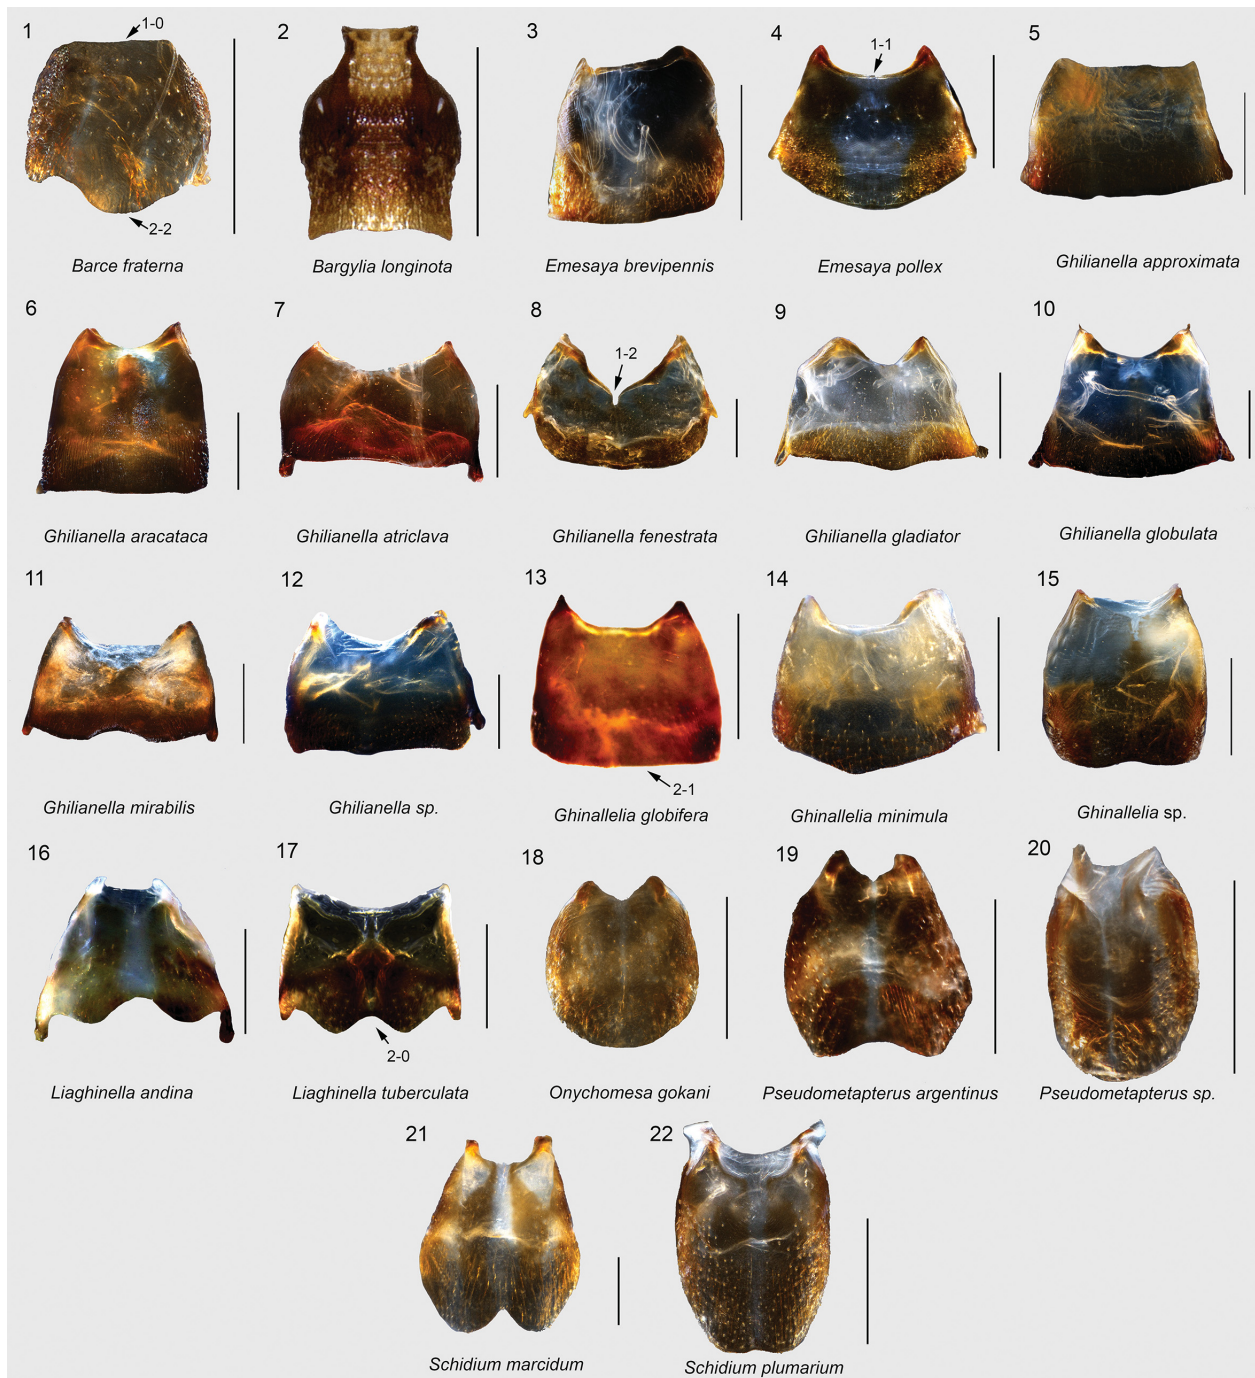 1
1-0
2-2
Barce fraterna
2
Bargylia longinota
3
Emesaya brevipennis
4
1-1
Emesaya pollex
5
Ghilianella approximata
6
Ghilianella aracataca
7
Ghilianella atriclava
8
1-2
Ghilianella fenestrata
9
Ghilianella gladiator
10
Ghilianella globulata
11
Ghilianella mirabilis
12
Ghilianella sp.
13
2-1
Ghinallelia globifera
14
Ghinallelia minimula
15
Ghinallelia sp.
16
Liaghinella andina
17
2-0
Liaghinella tuberculata
18
Onychomesa gokani
19
Pseudometapterus argentinus
20
Pseudometapterus sp.
21
Schidium marcidum
22
Schidium plumarium